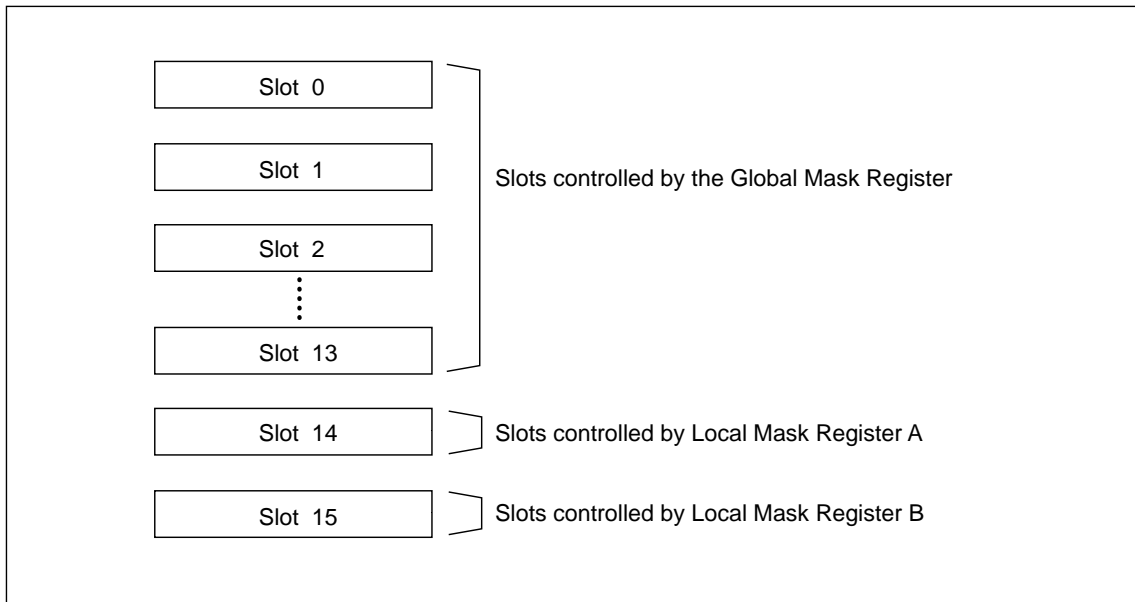 Slot 0
Slot 1
Slots controlled by the Global Mask Register
Slot 2
Slot 13
Slot 14
Slots controlled by Local Mask Register A
Slot 15
Slots controlled by Local Mask Register B